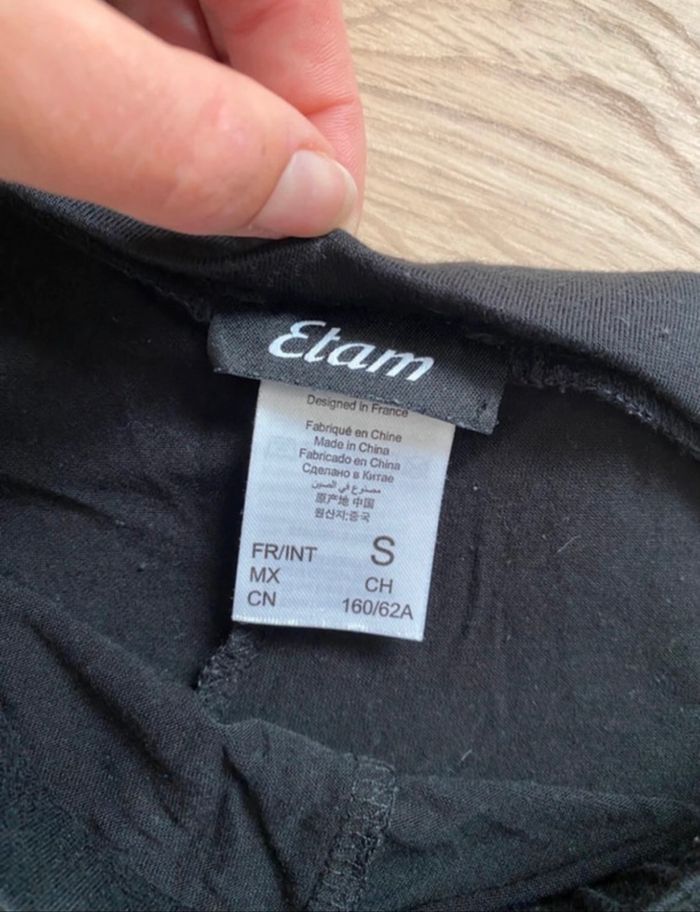 Etam
Designed in France
Fabriqué en Chine
Made in China
Fabricado en China
Сделано в Китае
مصنوع في الصين
原产地 中国
원산지:중국
FR/INT S
MX CH
CN 160/62A